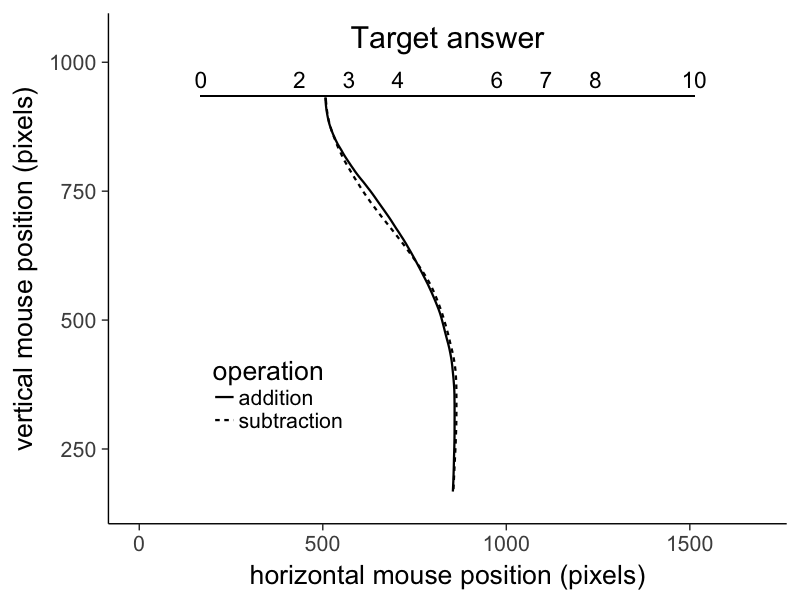 Target answer
0 2 3 4 6 7 8 10
1000
750
500
250
vertical mouse position (pixels)
operation
addition
subtraction
0 500 1000 1500
horizontal mouse position (pixels)